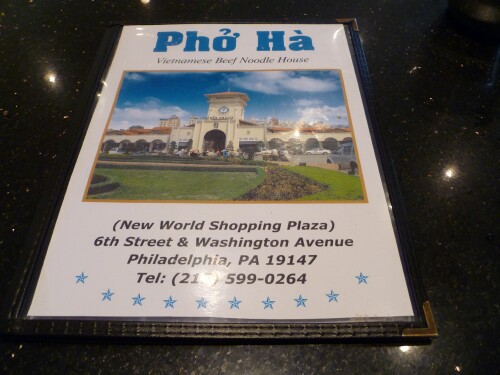 Phở Hà
Vietnamese Beef Noodle House
(New World Shopping Plaza)
6th Street & Washington Avenue
Philadelphia, PA 19147
Tel: 599-0264